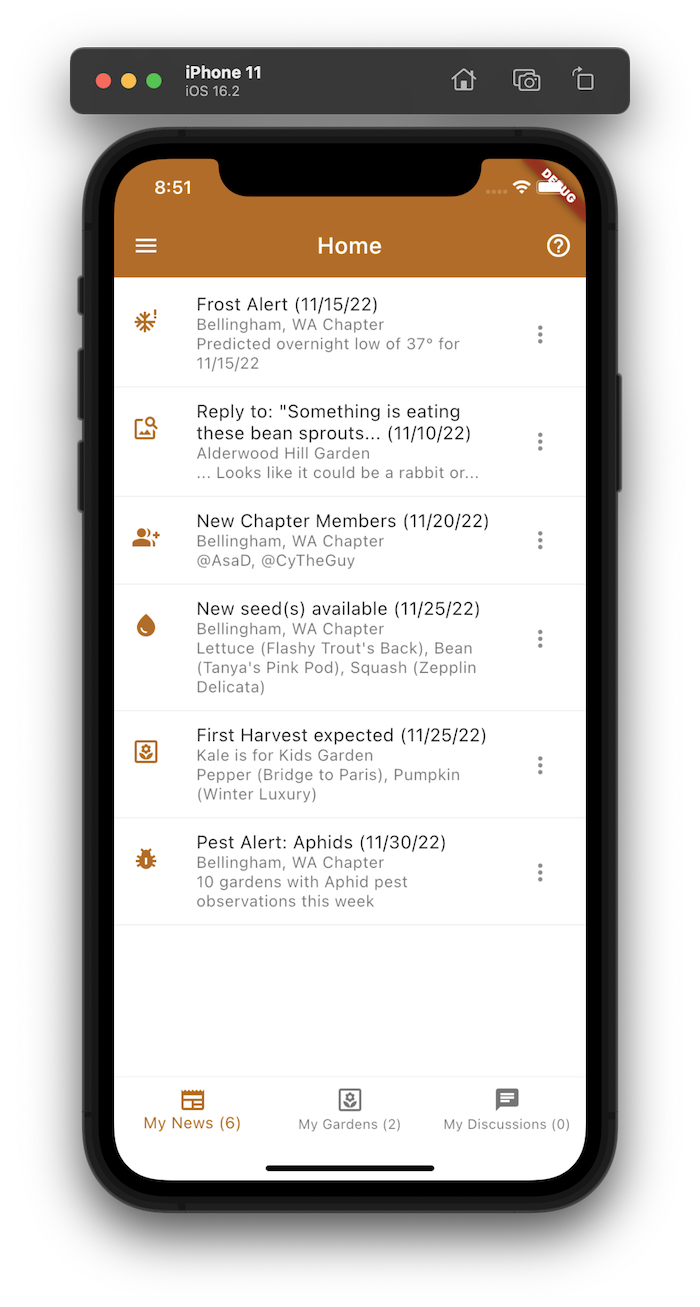 iPhone 11
iOS 16.2
8:51
DEBUG
Home
Frost Alert (11/15/22)
Bellingham, WA Chapter
Predicted overnight low of 37° for
11/15/22
Reply to: "Something is eating
these bean sprouts... (11/10/22)
Alderwood Hill Garden
... Looks like it could be a rabbit or...
New Chapter Members (11/20/22)
Bellingham, WA Chapter
@AsaD, @CyTheGuy
New seed(s) available (11/25/22)
Bellingham, WA Chapter
Lettuce (Flashy Trout's Back), Bean
(Tanya's Pink Pod), Squash (Zepplin
Delicata)
First Harvest expected (11/25/22)
Kale is for Kids Garden
Pepper (Bridge to Paris), Pumpkin
(Winter Luxury)
Pest Alert: Aphids (11/30/22)
Bellingham, WA Chapter
10 gardens with Aphid pest
observations this week
My News (6)
My Gardens (2)
My Discussions (0)